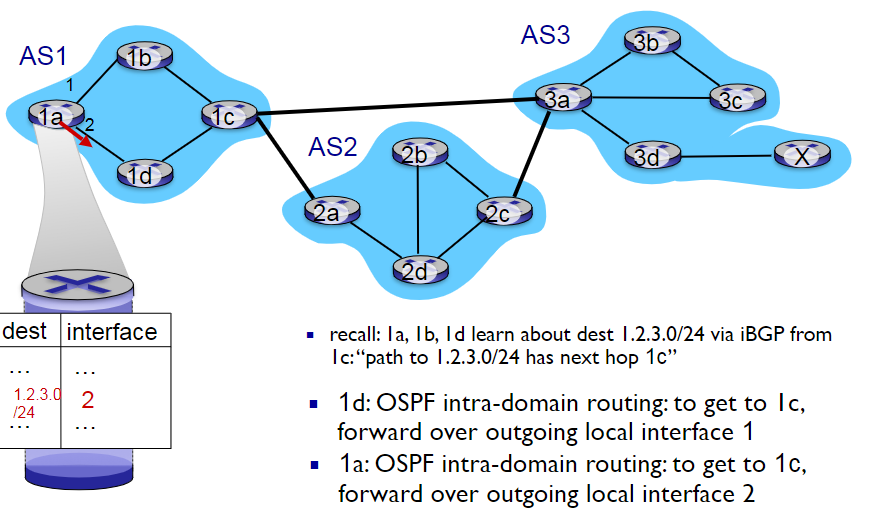 AS1
1b
1
1a
2
1c
1d
AS2
2b
2a
2c
2d
AS3
3b
3a
3c
3d
X
dest interface
... ...
1.2.3.0
/24
2
... ...
recall: 1a, 1b, 1d learn about dest 1.2.3.0/24 via iBGP from
1c: “path to 1.2.3.0/24 has next hop 1c”
1d: OSPF intra-domain routing: to get to 1c,
forward over outgoing local interface 1
1a: OSPF intra-domain routing: to get to 1c,
forward over outgoing local interface 2